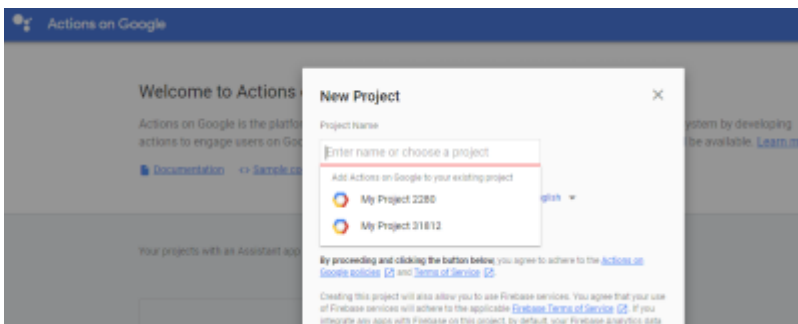 Actions on Google
Welcome to Actions
New Project
Actions on Google is the platfor
Project Name
ystem by developing
actions to engage users on Goo
Enter name or choose a project
l be available. Learn m
Documentation <> Sample co
Add Actions on Google to your existing project
My Project 2280
glish
My Project 31812
Your projects with an Assistant app
By proceeding and clicking the button below, you agree to adhere to the Actions on
Google policies and Terms of Service
Creating this project will also allow you to use Firebase services. You agree that your use
of Firebase services will adhere to the applicable Firebase Terms of Service. If you
integrate any apps with Firebase on this project, by default, your Firebase Analytics data